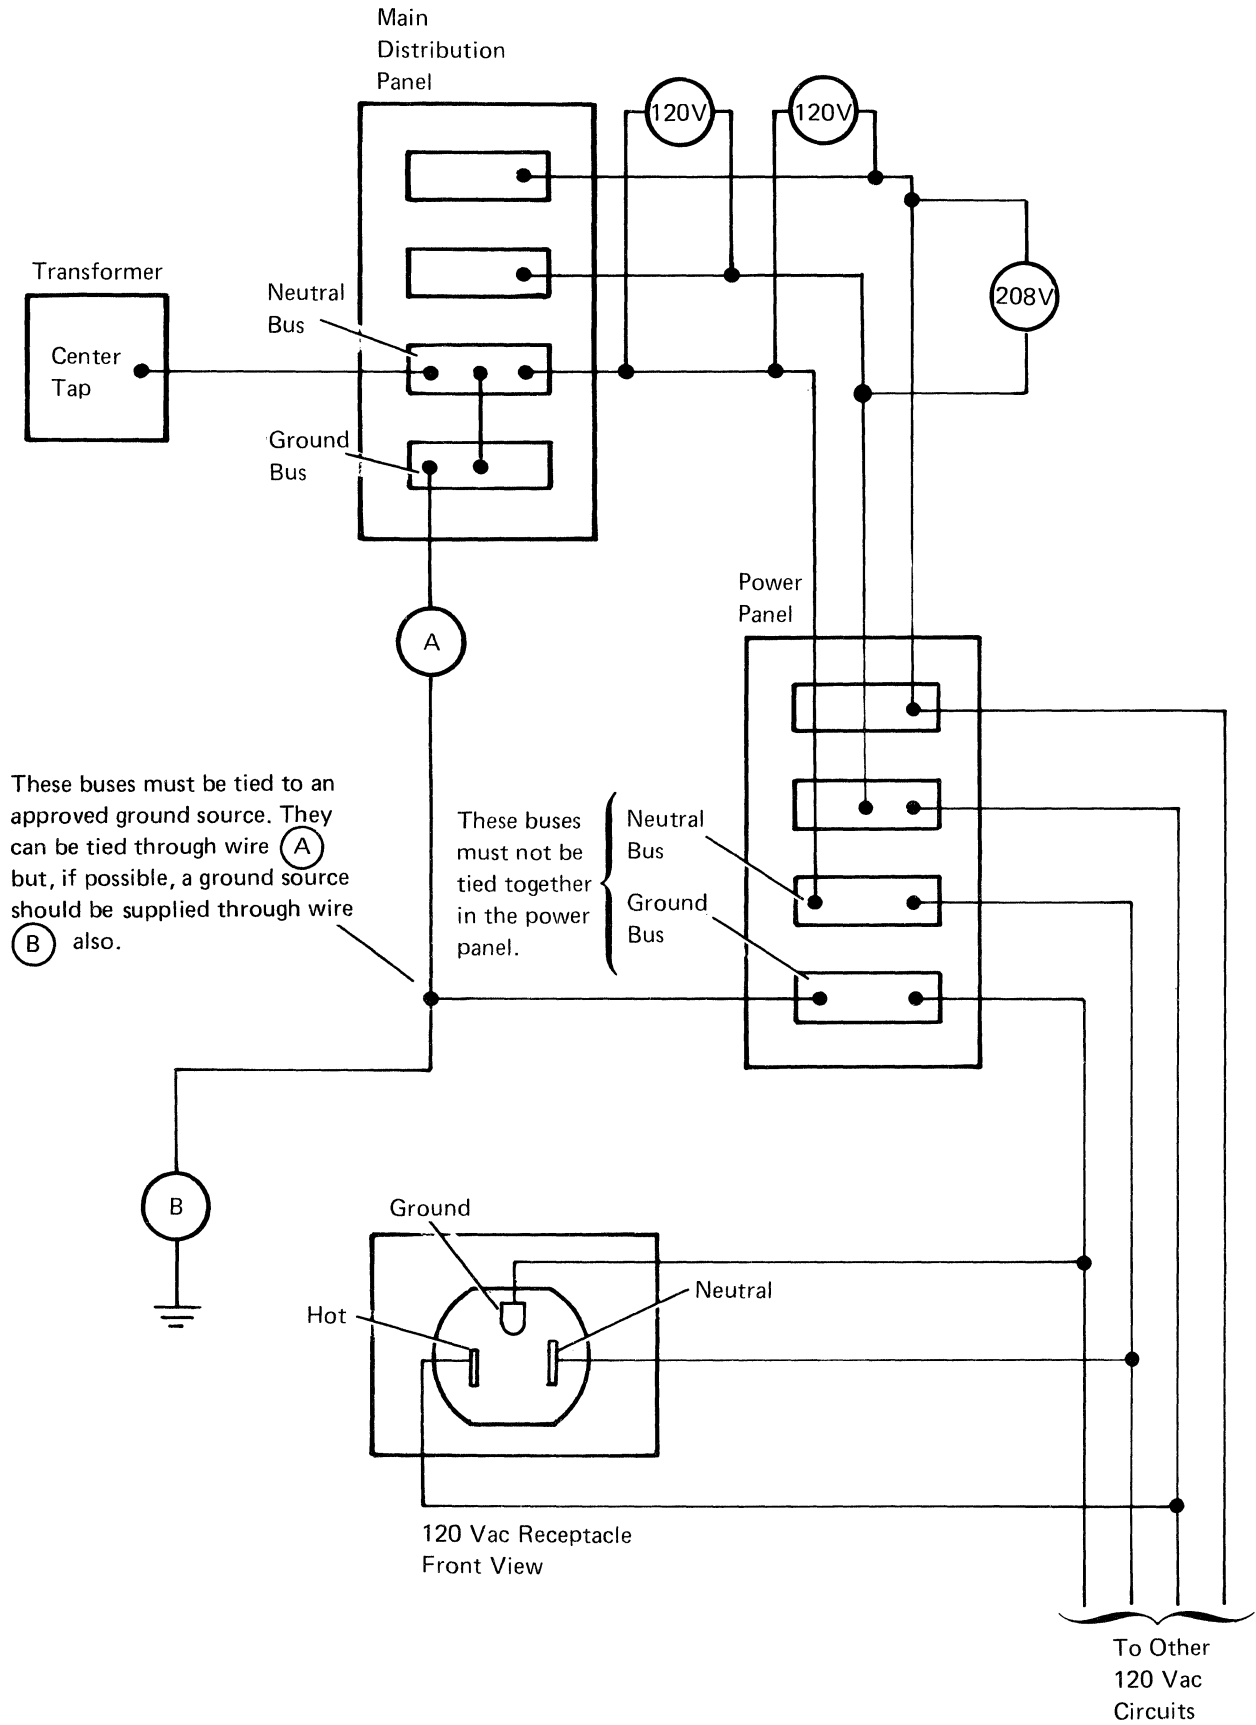 Main
Distribution
Panel
120V
120V
Transformer
Neutral
Bus
208V
Center
Tap
Ground
Bus
Power
Panel
A
These buses must be tied to an
approved ground source. They
can be tied through wire A
but, if possible, a ground source
should be supplied through wire
B also.
These buses
must not be
tied together
in the power
panel.
Neutral
Bus
Ground
Bus
B
Ground
Neutral
Hot
120 Vac Receptacle
Front View
To Other
120 Vac
Circuits